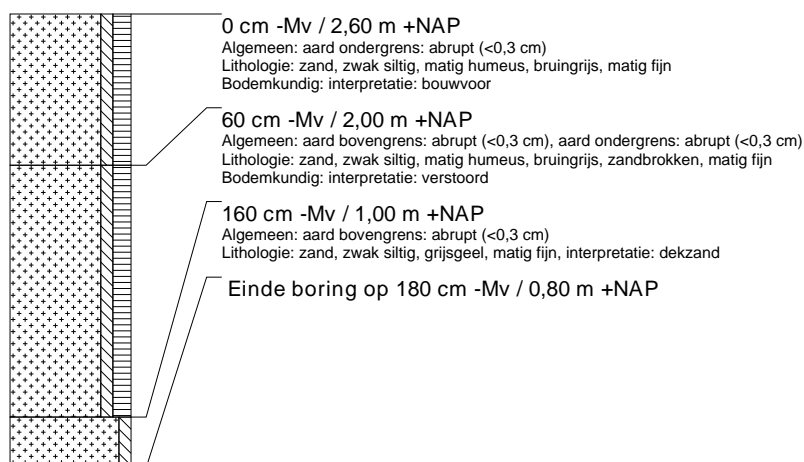 0 cm -Mv / 2,60 m +NAP
Algemeen: aard ondergrens: abrupt (<0,3 cm)
Lithologie: zand, zwak siltig, matig humeus, bruingrijs, matig fijn
Bodemkundig: interpretatie: bouwvoor
60 cm -Mv / 2,00 m +NAP
Algemeen: aard bovengrens: abrupt (<0,3 cm), aard ondergrens: abrupt (<0,3 cm)
Lithologie: zand, zwak siltig, matig humeus, bruingrijs, zandbrokken, matig fijn
Bodemkundig: interpretatie: verstoord
160 cm -Mv / 1,00 m +NAP
Algemeen: aard bovengrens: abrupt (<0,3 cm)
Lithologie: zand, zwak siltig, grijsgeel, matig fijn, interpretatie: dekzand
Einde boring op 180 cm -Mv / 0,80 m +NAP